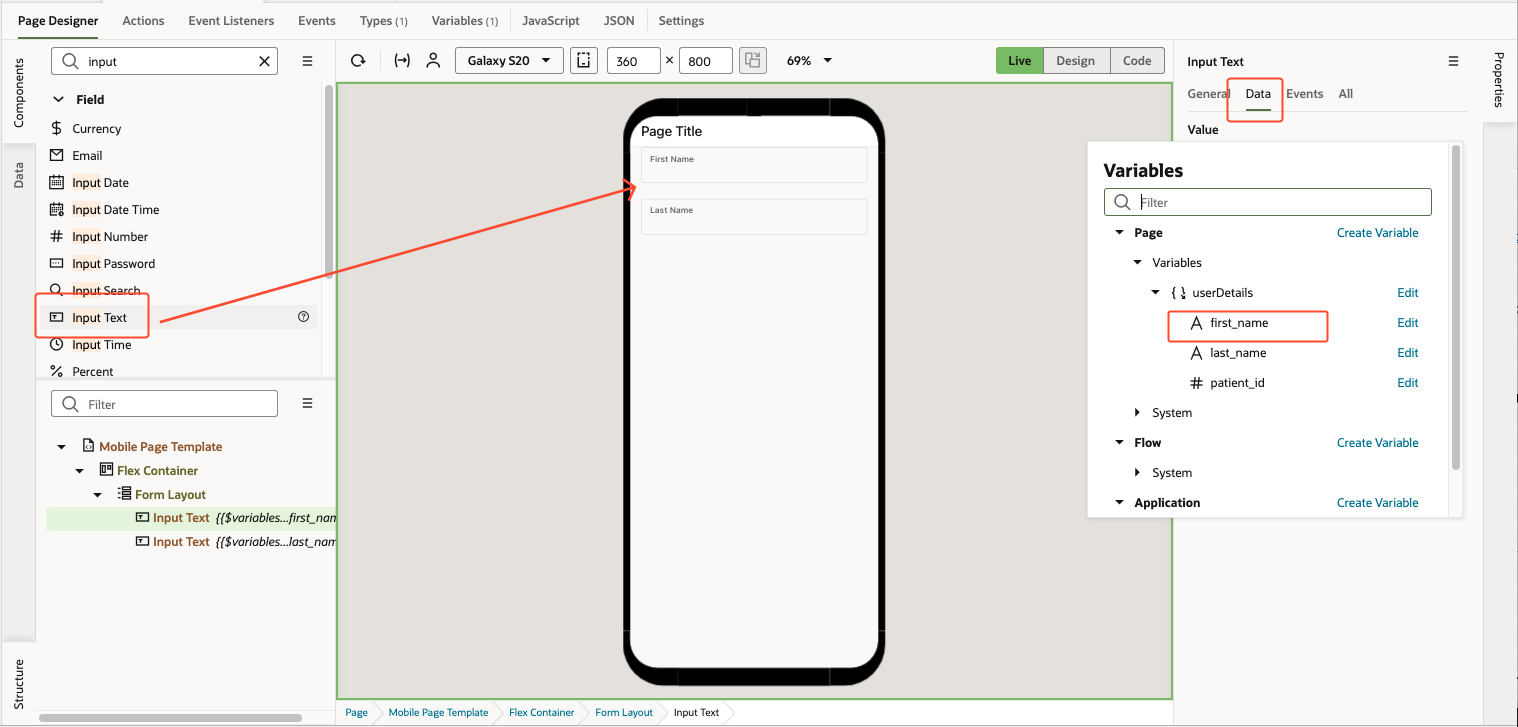 Page Designer
Actions
Event Listeners
Events
Types (1)
Variables (1)
JavaScript
JSON
Settings
Components
Data
Structure
input
Field
Currency
Email
Input Date
Input Date Time
Input Number
Input Password
Input Search
Input Text
Input Time
Percent
Filter
Mobile Page Template
Flex Container
Form Layout
Input Text {{$variables...first_nam
Input Text {{$variables...last_nam
Galaxy S20
360 × 800
69%
Live
Design
Code
Page Title
First Name
Last Name
Page
Mobile Page Template
Flex Container
Form Layout
Input Text
Input Text
General
Data
Events
All
Value
Variables
Filter
Page Create Variable
Variables
userDetails Edit
first_name Edit
last_name Edit
patient_id Edit
System
Flow Create Variable
System
Application Create Variable
Properties